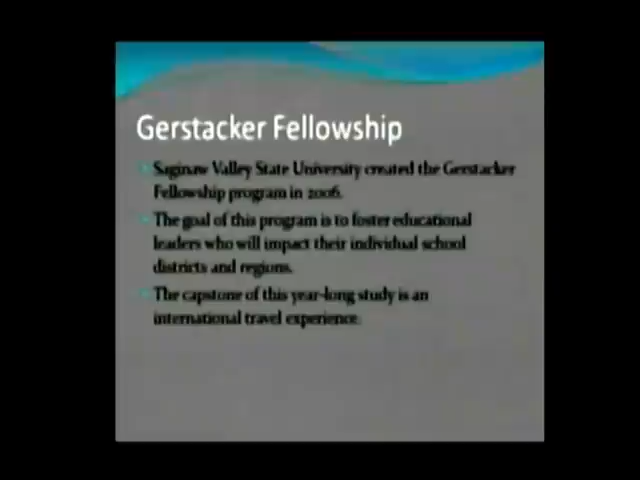 Gerstacker Fellowship
Saginaw Valley State University created the Gerstacker
Fellowship program in 2006.
The goal of this program is to foster educational
leaders who will impact their individual school
districts and regions.
The capstone of this year-long study is an
international travel experience.